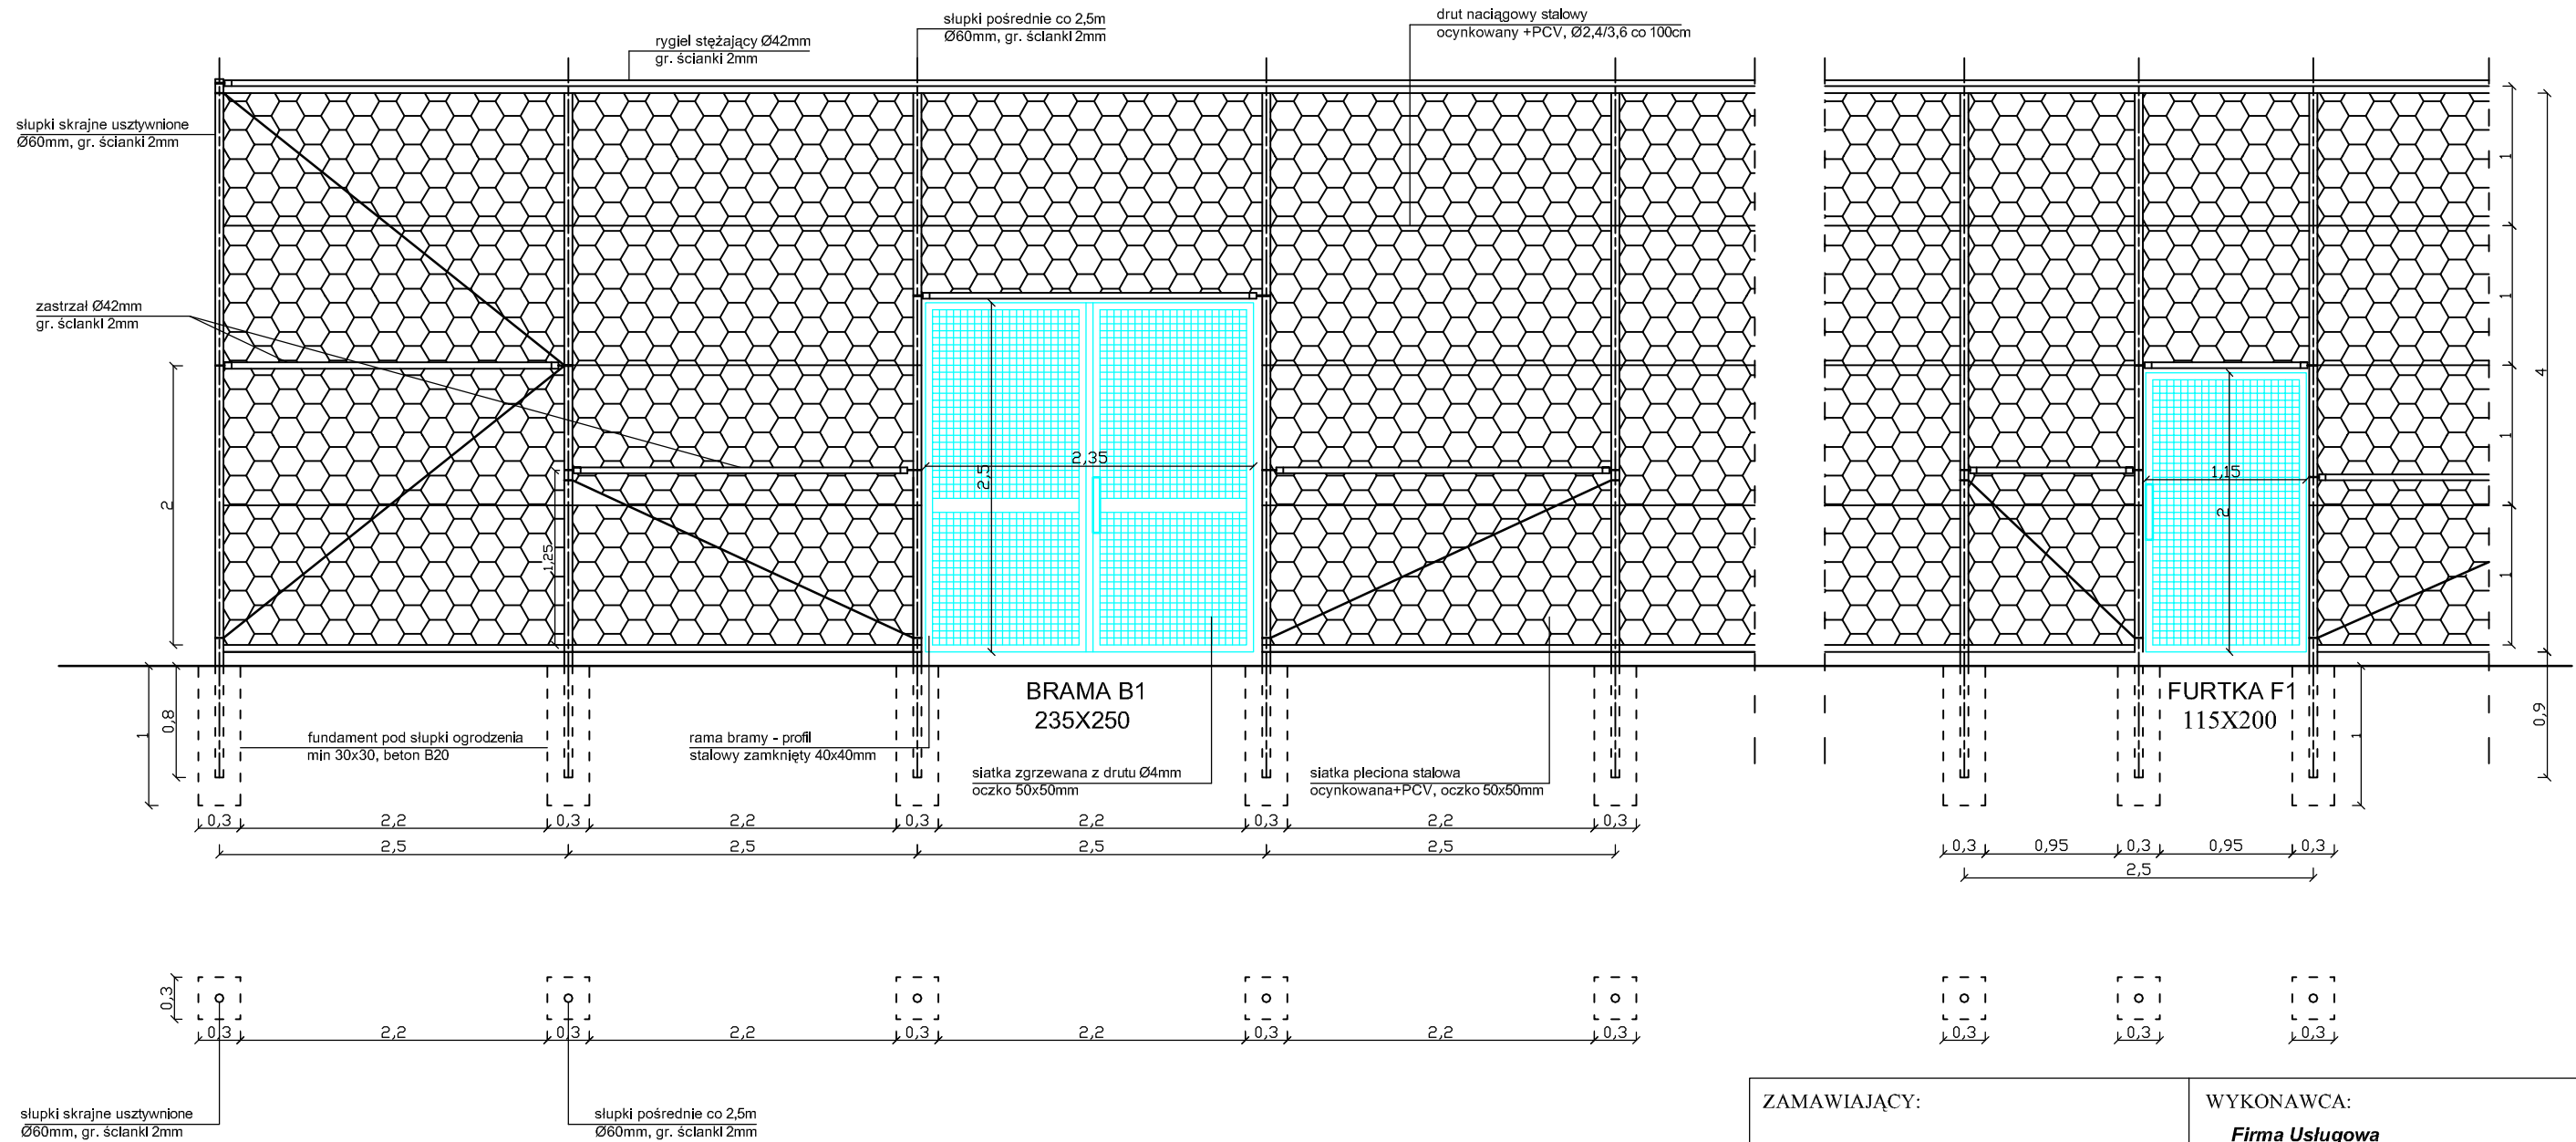 słupki pośrednie co 2,5m
Ø60mm, gr. ścianki 2mm
drut naciągowy stalowy
ocynkowany +PCV, Ø2,4/3,6 co 100cm
rygiel stężający Ø42mm
gr. ścianki 2mm
słupki skrajne usztywnione
Ø60mm, gr. ścianki 2mm
zastrzał Ø42mm
gr. ścianki 2mm
1
1
1
1
4
2
1,25
2,5
2,35
1,15
2
BRAMA B1
235X250
FURTKA F1
115X200
1
0,8
1
0,9
fundament pod słupki ogrodzenia
min 30x30, beton B20
rama bramy - profil
stalowy zamknięty 40x40mm
siatka zgrzewana z drutu Ø4mm
oczko 50x50mm
siatka pleciona stalowa
ocynkowana+PCV, oczko 50x50mm
0,3 2,2 0,3 2,2 0,3 2,2 0,3 2,2 0,3
2,5 2,5 2,5 2,5
0,3 0,95 0,3 0,95 0,3
2,5
0,3
0,3 2,2 0,3 2,2 0,3 2,2 0,3 2,2 0,3 0,3 0,3 0,3
słupki skrajne usztywnione
Ø60mm, gr. ścianki 2mm
słupki pośrednie co 2,5m
Ø60mm, gr. ścianki 2mm
ZAMAWIAJĄCY:
WYKONAWCA:
Firma Usługowa